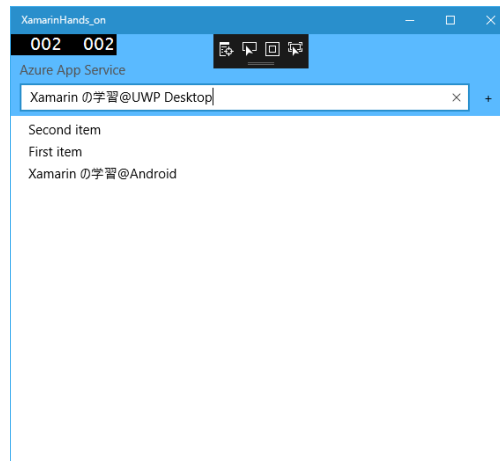 XamarinHands_on
002 002
Azure App Service
Xamarin の学習@UWP Desktop
+
Second item
First item
Xamarin の学習@Android